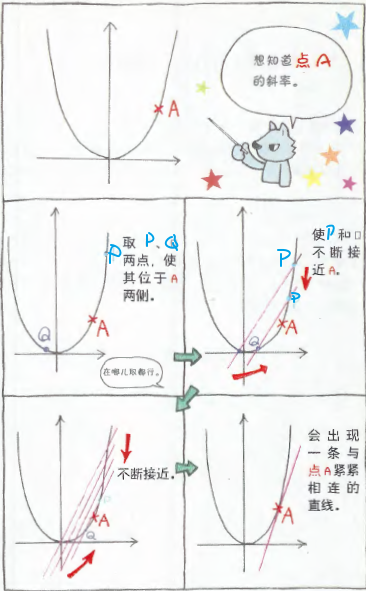 想知道点A
的斜率。
A
取P、Q
两点，使
其位于A
两侧。
P
A
Q
在哪儿取都行。
使P和□
不断接
近A。
P
P
A
Q
不断接近。
A
Q
会出现
一条与
点A紧紧
相连的
直线。
A